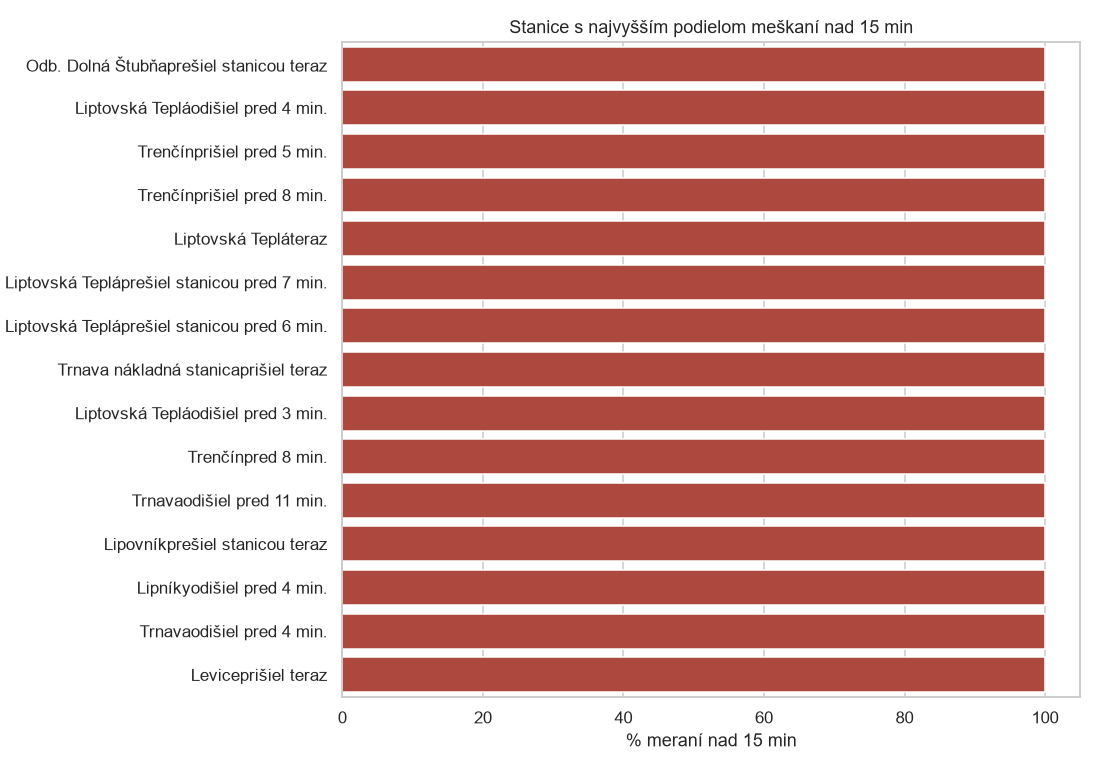 Stanice s najvyšším podielom meškaní nad 15 min
Odb. Dolná Štubňaprešiel stanicou teraz
Liptovská Tepláodišiel pred 4 min.
Trenčínprišiel pred 5 min.
Trenčínprišiel pred 8 min.
Liptovská Tepláteraz
Liptovská Tepláprešiel stanicou pred 7 min.
Liptovská Tepláprešiel stanicou pred 6 min.
Trnava nákladná stanicaprišiel teraz
Liptovská Tepláodišiel pred 3 min.
Trenčínpred 8 min.
Trnavaodišiel pred 11 min.
Lipovníkprešiel stanicou teraz
Lipníkyodišiel pred 4 min.
Trnavaodišiel pred 4 min.
Leviceprišiel teraz
0 20 40 60 80 100
% meraní nad 15 min